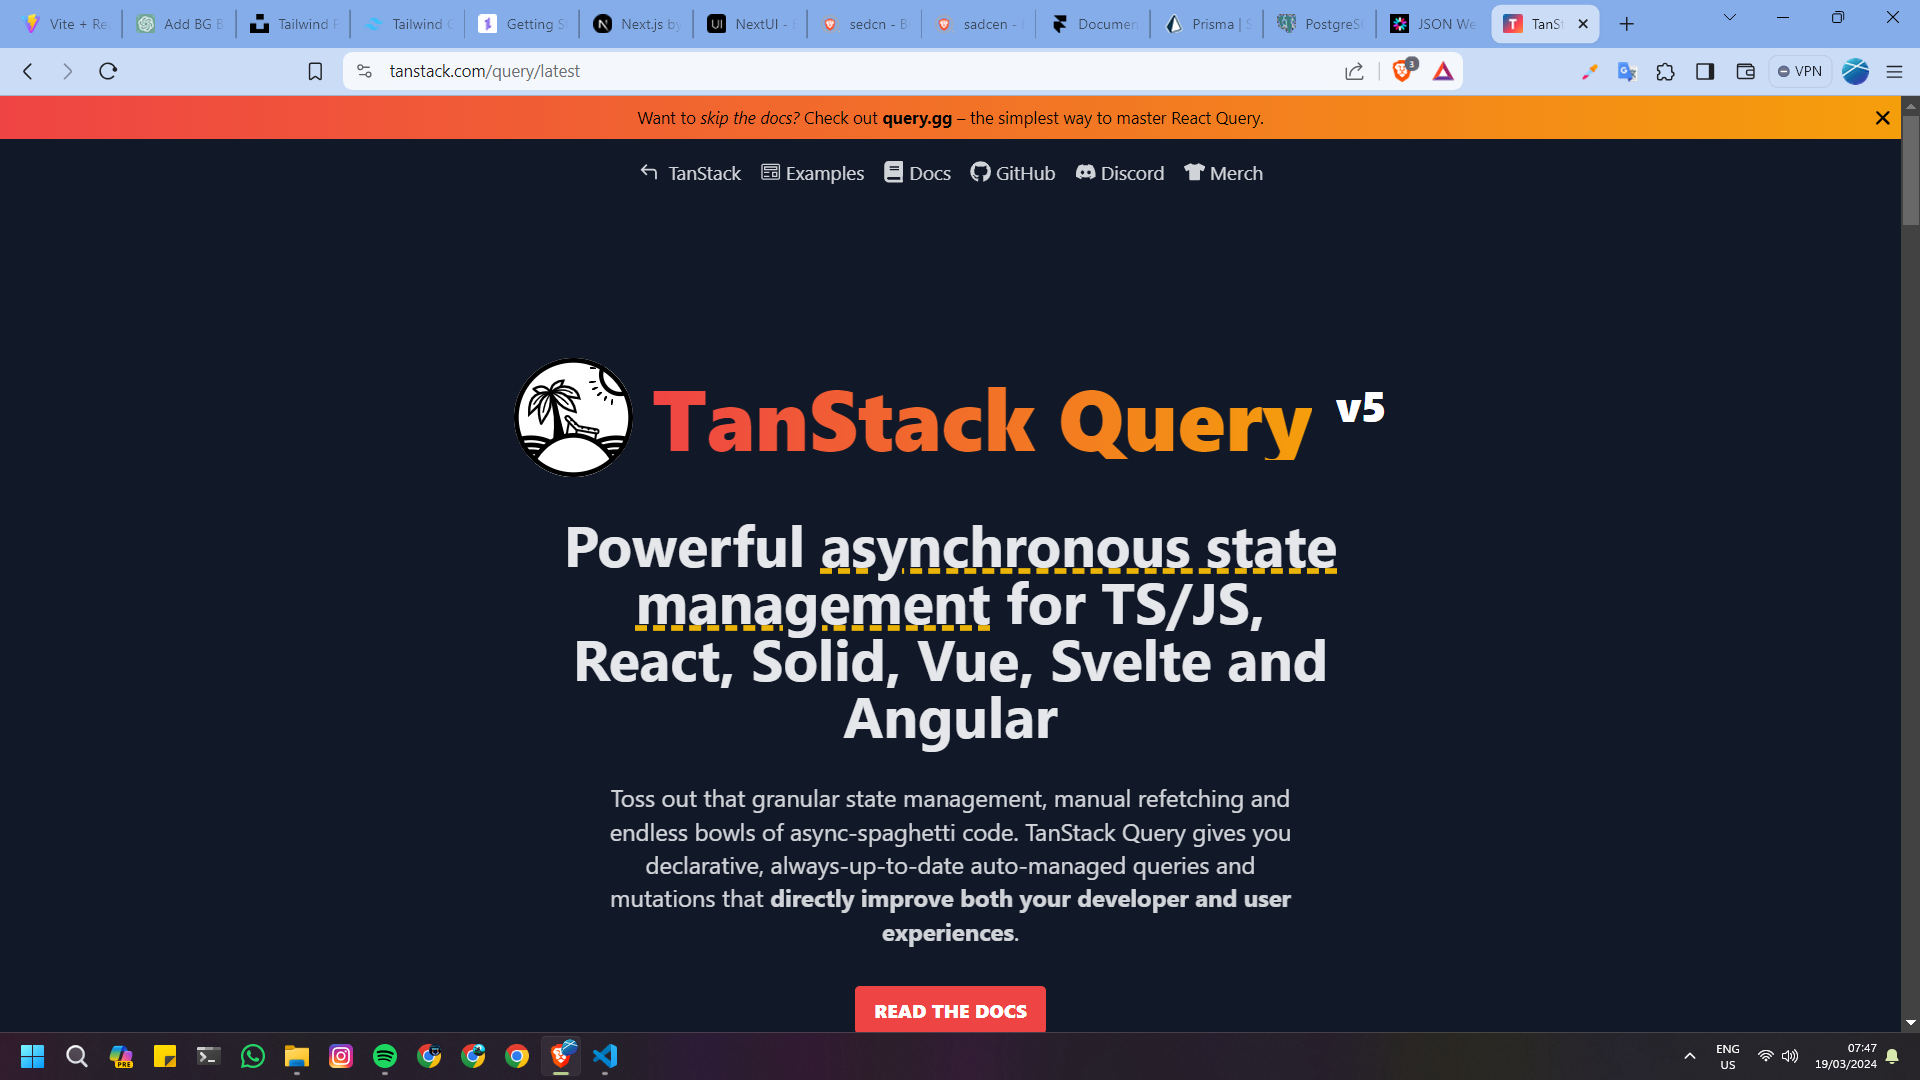 Vite + Re
Add BG B
Tailwind
Tailwind
Getting S
Next.js by
NextUI -
sedcn - B
sadcen -
Documen
Prisma | S
PostgreS
JSON We
TanS
tanstack.com/query/latest
3
VPN
Want to skip the docs? Check out query.gg – the simplest way to master React Query.
TanStack
Examples
Docs
GitHub
Discord
Merch
TanStack Query v5
Powerful asynchronous state
management for TS/JS,
React, Solid, Vue, Svelte and
Angular
Toss out that granular state management, manual refetching and
endless bowls of async-spaghetti code. TanStack Query gives you
declarative, always-up-to-date auto-managed queries and
mutations that directly improve both your developer and user
experiences.
READ THE DOCS
PRE
ENG
US
07:47
19/03/2024